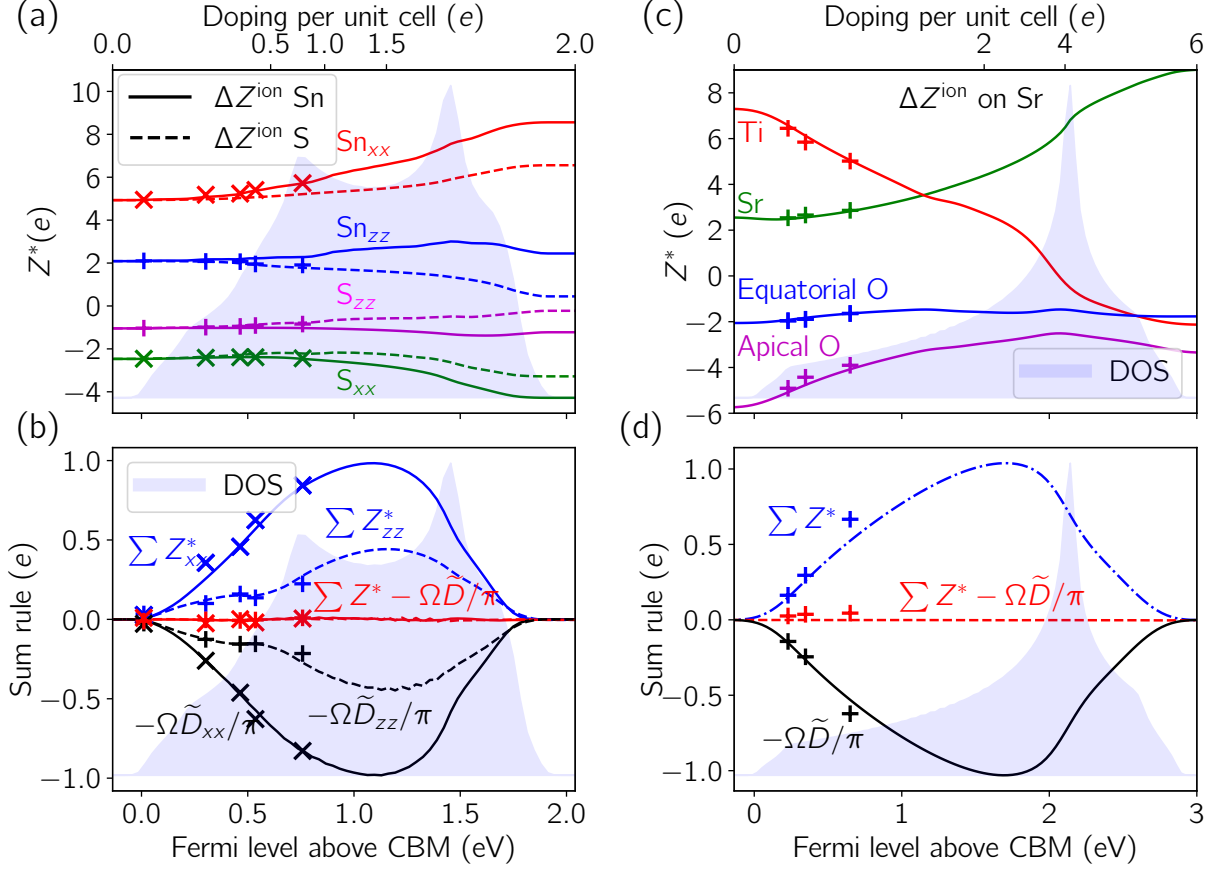 (a)
Doping per unit cell (e)
0.0 0.5 1.0 1.5 2.0
ΔZ^ion Sn
ΔZ^ion S
Sn_xx
Sn_zz
S_zz
S_xx
10
8
6
4
2
0
−2
−4
Z* (e)
(c)
Doping per unit cell (e)
0 2 4 6
ΔZ^ion on Sr
Ti
Sr
Equatorial O
Apical O
DOS
8
6
4
2
0
−2
−4
−6
Z* (e)
(b)
DOS
∑ Z*_xx
∑ Z*_zz
∑ Z* − ΩD̃/π
−ΩD̃_xx/π
−ΩD̃_zz/π
1.0
0.5
0.0
−0.5
−1.0
Sum rule (e)
0.0 0.5 1.0 1.5 2.0
Fermi level above CBM (eV)
(d)
∑ Z*
∑ Z* − ΩD̃/π
−ΩD̃/π
1.0
0.5
0.0
−0.5
−1.0
Sum rule (e)
0 1 2 3
Fermi level above CBM (eV)